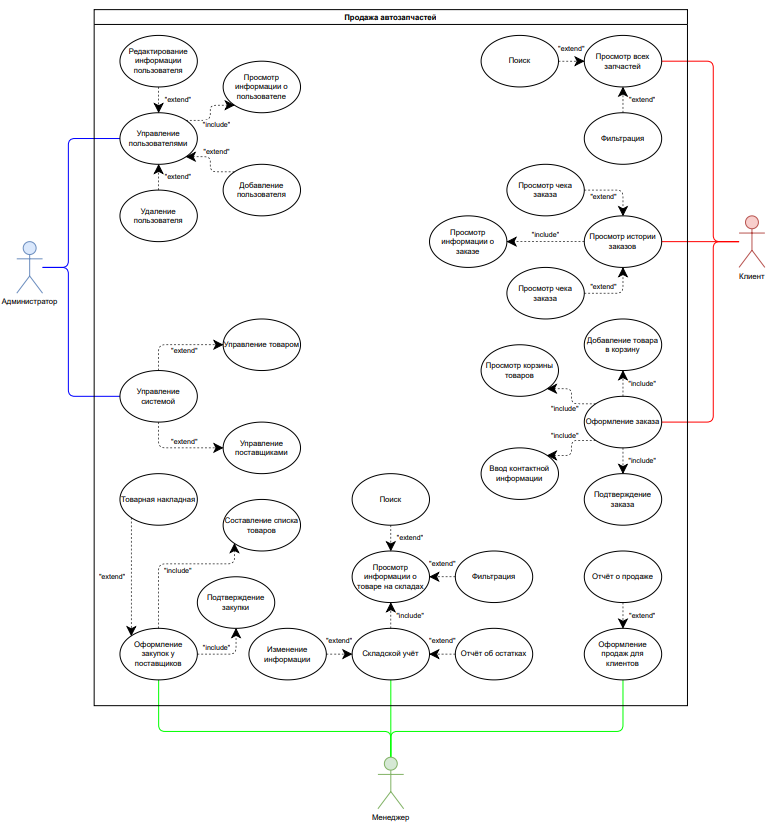 Продажа автозапчастей
Редактирование
информации
пользователя
"extend"
Просмотр
информации о
пользователе
"include"
Управление
пользователями
"extend"
Добавление
пользователя
"extend"
Удаление
пользователя
Поиск
"extend"
Просмотр всех
запчастей
"extend"
Фильтрация
Просмотр чека
заказа
"extend"
Просмотр
информации о
заказе
"include"
Просмотр истории
заказов
Просмотр чека
заказа
"extend"
Администратор
Клиент
"extend"
Управление товаром
Управление
системой
"extend"
Управление
поставщиками
Добавление товара
в корзину
Просмотр корзины
товаров
"include"
"include"
Оформление заказа
"include"
Ввод контактной
информации
"include"
Подтверждение
заказа
Товарная накладная
Составление списка
товаров
"extend"
"include"
Подтверждение
закупки
"include"
Оформление
закупок у
поставщиков
Поиск
"extend"
Просмотр
информации о
товаре на складах
"extend"
Фильтрация
"include"
Изменение
информации
"extend"
Складской учёт
"extend"
Отчёт об остатках
Отчёт о продаже
"extend"
Оформление
продаж для
клиентов
Менеджер